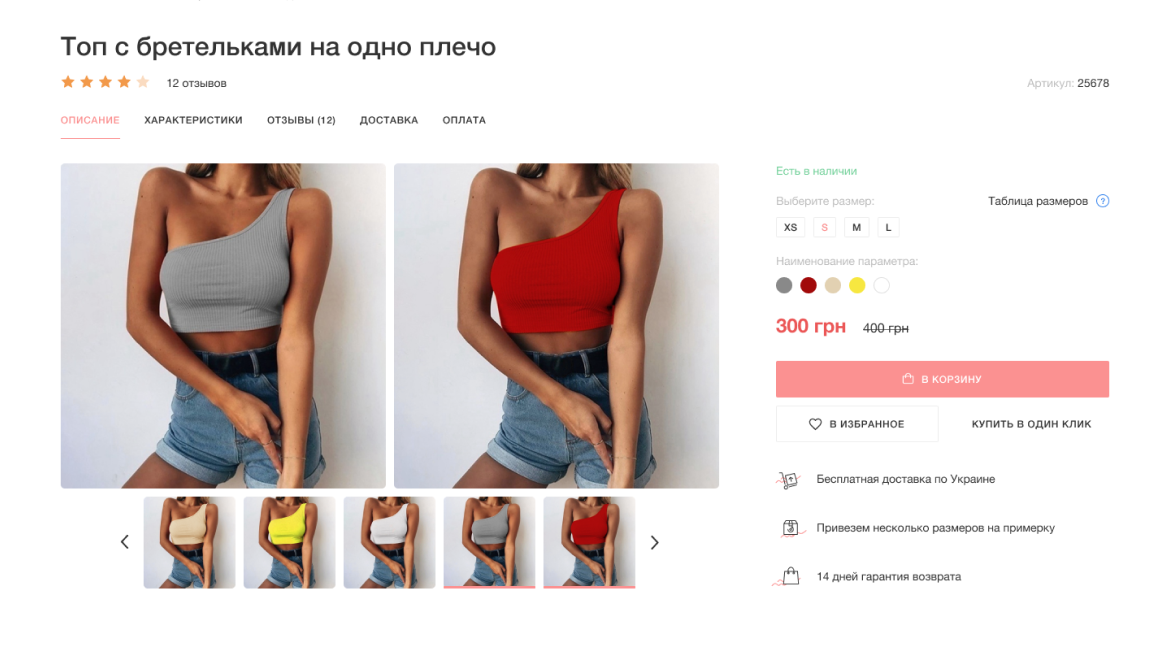 Топ с бретельками на одно плечо
12 отзывов
Артикул: 25678
ОПИСАНИЕ ХАРАКТЕРИСТИКИ ОТЗЫВЫ (12) ДОСТАВКА ОПЛАТА
Есть в наличии
Выберите размер: Таблица размеров ?
XS S M L
Наименование параметра:
300 грн 400 грн
В КОРЗИНУ
В ИЗБРАННОЕ КУПИТЬ В ОДИН КЛИК
Бесплатная доставка по Украине
Привезем несколько размеров на примерку
14 дней гарантия возврата